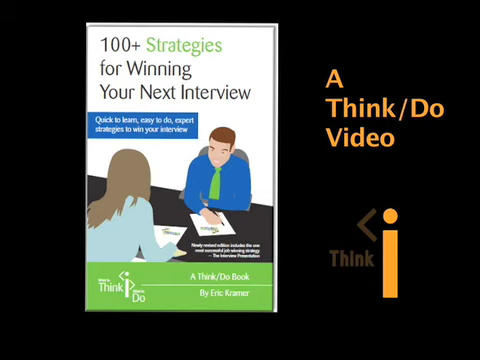 100+ Strategies
for Winning
Your Next Interview
Quick to learn, easy to do, expert
strategies to win your interview
Newly revised edition includes the one
most successful job winning strategy
— The Interview Presentation
A Think/Do Book
By Eric Kramer
Think
Do
A
Think/Do
Video
Think
i